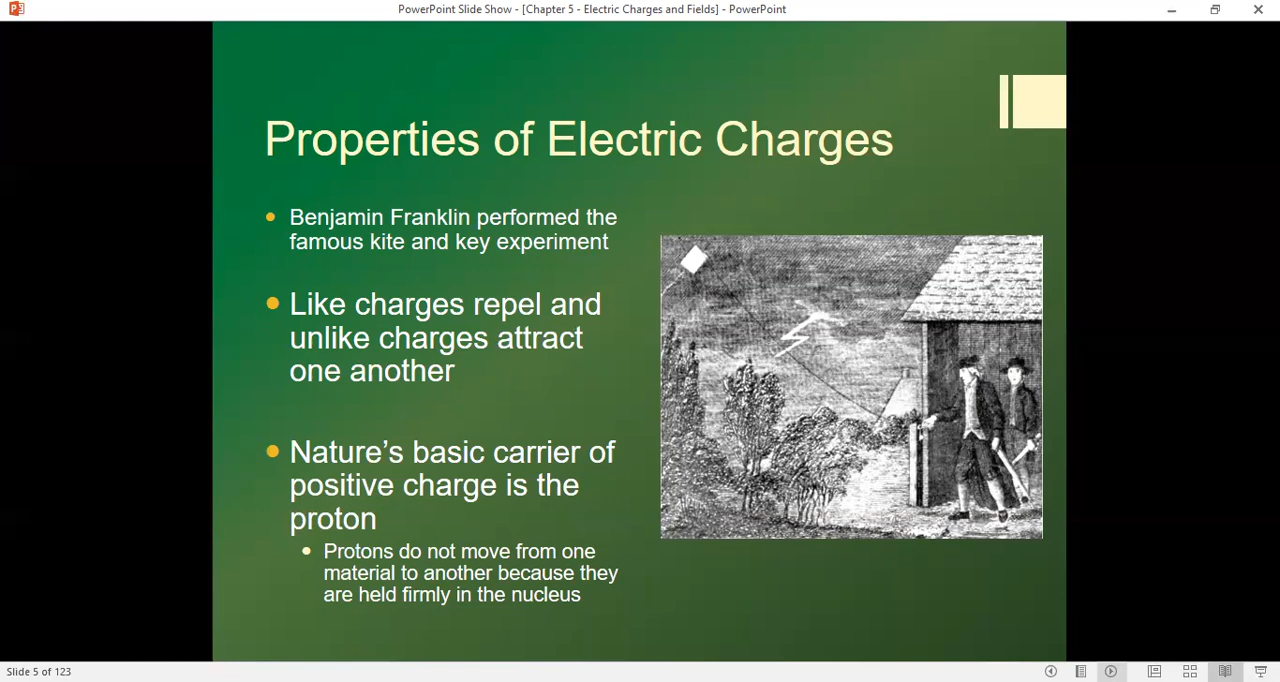 PowerPoint Slide Show - [Chapter 5 - Electric Charges and Fields] - PowerPoint
Properties of Electric Charges
Benjamin Franklin performed the
famous kite and key experiment
Like charges repel and
unlike charges attract
one another
Nature’s basic carrier of
positive charge is the
proton
Protons do not move from one
material to another because they
are held firmly in the nucleus
Slide 5 of 123